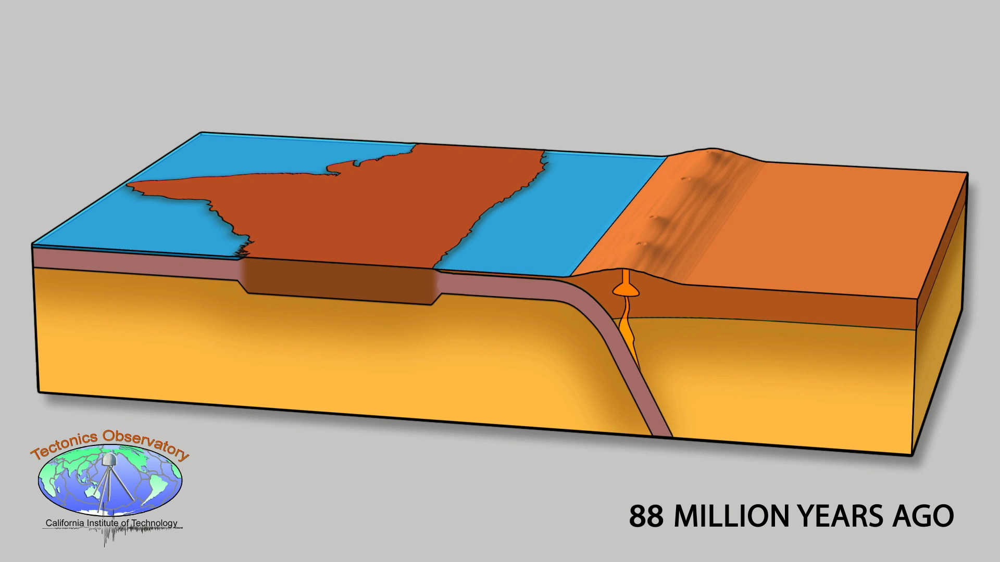 Tectonics Observatory
California Institute of Technology
88 MILLION YEARS AGO